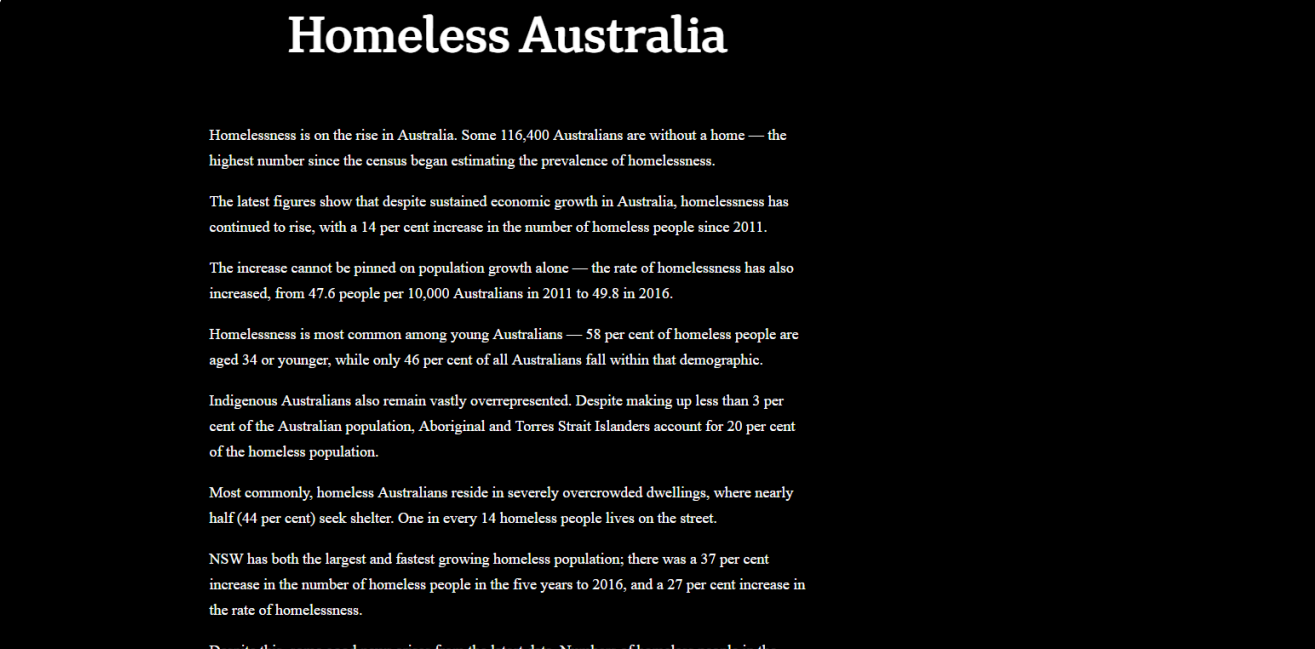 Homeless Australia
Homelessness is on the rise in Australia. Some 116,400 Australians are without a home — the
highest number since the census began estimating the prevalence of homelessness.
The latest figures show that despite sustained economic growth in Australia, homelessness has
continued to rise, with a 14 per cent increase in the number of homeless people since 2011.
The increase cannot be pinned on population growth alone — the rate of homelessness has also
increased, from 47.6 people per 10,000 Australians in 2011 to 49.8 in 2016.
Homelessness is most common among young Australians — 58 per cent of homeless people are
aged 34 or younger, while only 46 per cent of all Australians fall within that demographic.
Indigenous Australians also remain vastly overrepresented. Despite making up less than 3 per
cent of the Australian population, Aboriginal and Torres Strait Islanders account for 20 per cent
of the homeless population.
Most commonly, homeless Australians reside in severely overcrowded dwellings, where nearly
half (44 per cent) seek shelter. One in every 14 homeless people lives on the street.
NSW has both the largest and fastest growing homeless population; there was a 37 per cent
increase in the number of homeless people in the five years to 2016, and a 27 per cent increase in
the rate of homelessness.